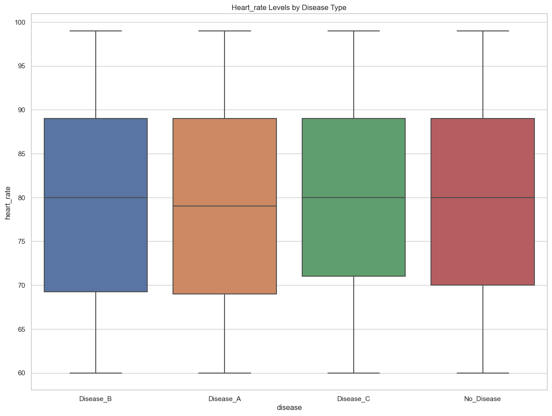 Heart_rate Levels by Disease Type
100
95
90
85
80
75
70
65
60
heart_rate
Disease_B
Disease_A
Disease_C
No_Disease
disease